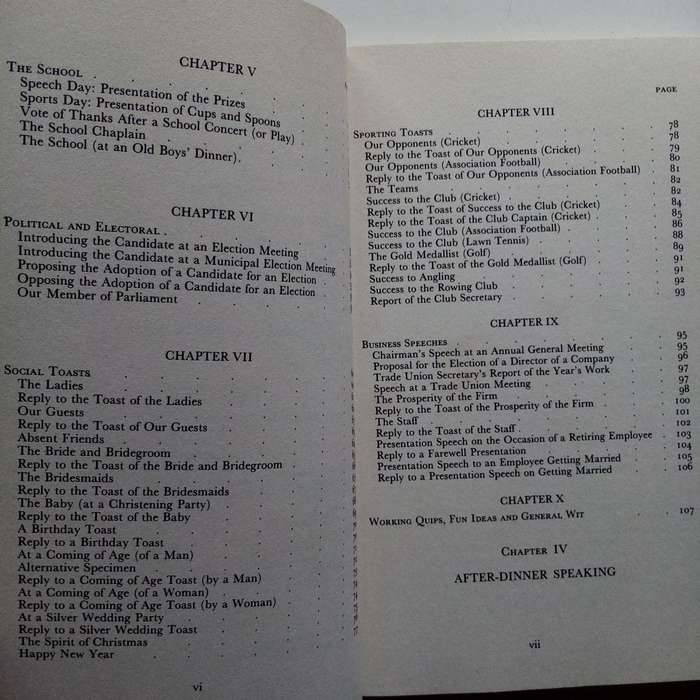 CHAPTER V
THE SCHOOL
Speech Day: Presentation of the Prizes
Sports Day: Presentation of Cups and Spoons
Vote of Thanks After a School Concert (or Play)
The School Chaplain
The School (at an Old Boys' Dinner)
CHAPTER VI
POLITICAL AND ELECTORAL
Introducing the Candidate at an Election Meeting
Introducing the Candidate at a Municipal Election Meeting
Proposing the Adoption of a Candidate for an Election
Opposing the Adoption of a Candidate for an Election
Our Member of Parliament
CHAPTER VII
SOCIAL TOASTS
The Ladies
Reply to the Toast of the Ladies
Our Guests
Reply to the Toast of Our Guests
Absent Friends
The Bride and Bridegroom
Reply to the Toast of the Bride and Bridegroom
The Bridesmaids
Reply to the Toast of the Bridesmaids
The Baby (at a Christening Party)
Reply to the Toast of the Baby
A Birthday Toast
Reply to a Birthday Toast
At a Coming of Age (of a Man)
Alternative Specimen
Reply to a Coming of Age Toast (by a Man)
At a Coming of Age (of a Woman)
Reply to a Coming of Age Toast (by a Woman)
At a Silver Wedding Party
Reply to a Silver Wedding Toast
The Spirit of Christmas
Happy New Year
vi
PAGE
CHAPTER VIII
SPORTING TOASTS 78
Our Opponents (Cricket) 78
Reply to the Toast of Our Opponents (Cricket) 79
Our Opponents (Association Football) 80
Reply to the Toast of Our Opponents (Association Football) 81
The Teams 82
Success to the Club (Cricket) 82
Reply to the Toast of Success to the Club (Cricket) 84
Reply to the Toast of the Club Captain (Cricket) 85
Success to the Club (Association Football) 86
Success to the Club (Lawn Tennis) 88
The Gold Medallist (Golf) 89
Reply to the Toast of the Gold Medallist (Golf) 91
Success to Angling 91
Success to the Rowing Club 92
Report of the Club Secretary 93
CHAPTER IX
BUSINESS SPEECHES 95
Chairman's Speech at an Annual General Meeting 95
Proposal for the Election of a Director of a Company 96
Trade Union Secretary's Report of the Year's Work 97
Speech at a Trade Union Meeting 97
The Prosperity of the Firm 98
Reply to the Toast of the Prosperity of the Firm 100
The Staff 101
Reply to the Toast of the Staff 102
Presentation Speech on the Occasion of a Retiring Employee 103
Reply to a Farewell Presentation 104
Presentation Speech to an Employee Getting Married 105
Reply to a Presentation Speech on Getting Married 106
CHAPTER X
WORKING QUIPS, FUN IDEAS AND GENERAL WIT 107
CHAPTER IV
AFTER-DINNER SPEAKING
vii